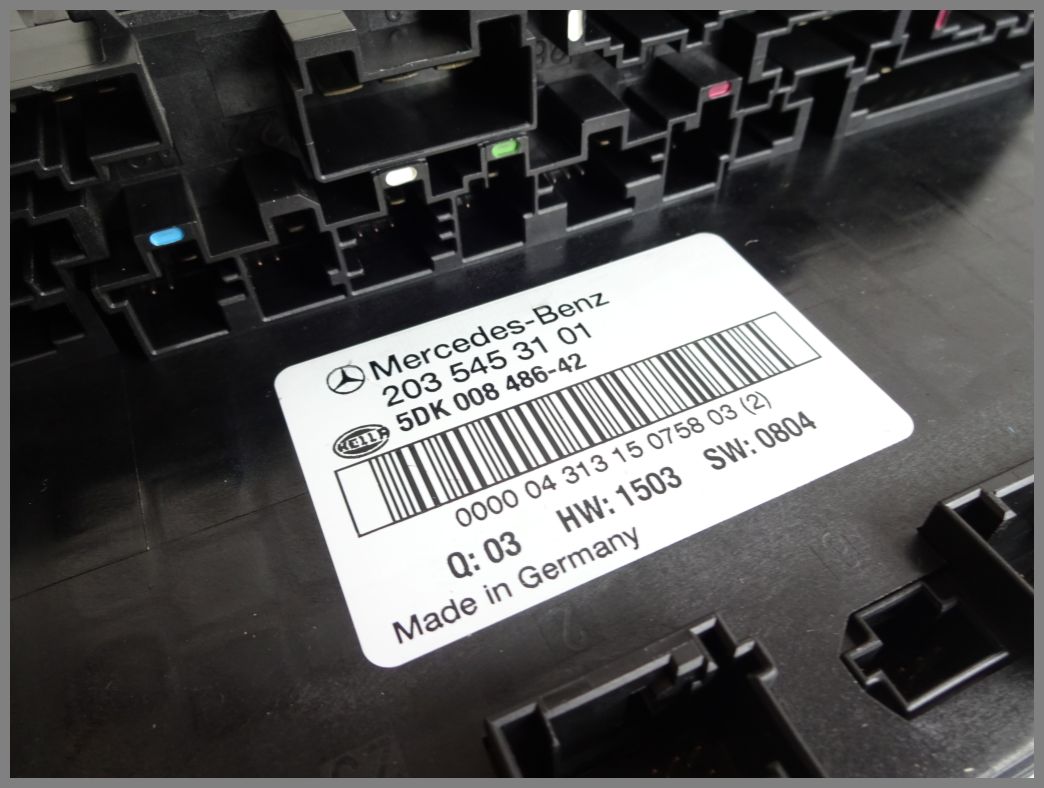 Mercedes-Benz
203 545 31 01
HELLA
5DK 008 486-42
0000 04 313 15 0758 03 (2)
Q: 03 HW: 1503 SW: 0804
Made in Germany
2